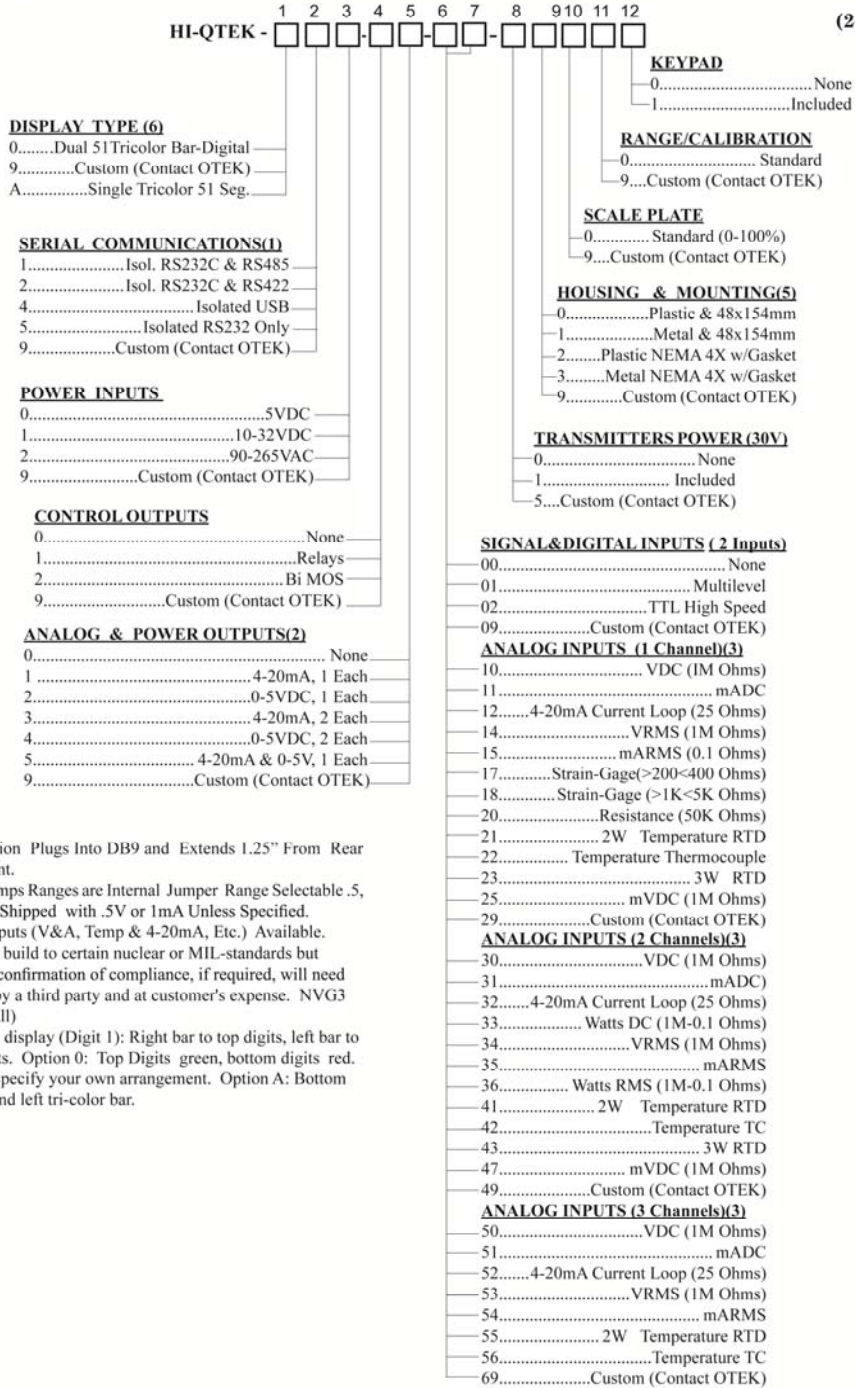 1 2 3 4 5 6 7 8 9 10 11 12
(2
HI-QTEK -
KEYPAD
0....................................None
1...............................Included
DISPLAY TYPE (6)
0........Dual 51Tricolor Bar-Digital
9.............Custom (Contact OTEK)
A...............Single Tricolor 51 Seg.
RANGE/CALIBRATION
0.............................. Standard
9....Custom (Contact OTEK)
SCALE PLATE
0............. Standard (0-100%)
9....Custom (Contact OTEK)
SERIAL COMMUNICATIONS(1)
1.......................Isol. RS232C & RS485
2.......................Isol. RS232C & RS422
4........................................Isolated USB
5...........................Isolated RS232 Only
9.....................Custom (Contact OTEK)
HOUSING & MOUNTING(5)
0....................Plastic & 48x154mm
1.....................Metal & 48x154mm
2........Plastic NEMA 4X w/Gasket
3.........Metal NEMA 4X w/Gasket
9.............Custom (Contact OTEK)
POWER INPUTS
0.........................................................5VDC
1..................................................10-32VDC
2.................................................90-265VAC
9..........................Custom (Contact OTEK)
TRANSMITTERS POWER (30V)
0.....................................None
1.............................. Included
5....Custom (Contact OTEK)
CONTROL OUTPUTS
0................................................................None
1.............................................................Relays
2..........................................................Bi MOS
9.............................Custom (Contact OTEK)
ANALOG & POWER OUTPUTS(2)
0...................................................................... None
1 ...................................................4-20mA, 1 Each
2....................................................0-5VDC, 1 Each
3....................................................4-20mA, 2 Each
4....................................................0-5VDC, 2 Each
5....................................... 4-20mA & 0-5V, 1 Each
9.......................................Custom (Contact OTEK)
SIGNAL&DIGITAL INPUTS ( 2 Inputs)
00.......................................................None
01..............................................Multilevel
02...................................TTL High Speed
09......................Custom (Contact OTEK)
ANALOG INPUTS (1 Channel)(3)
10.................................. VDC (IM Ohms)
11.................................................... mADC
12.......4-20mA Current Loop (25 Ohms)
14................................VRMS (1M Ohms)
15............................. mARMS (0.1 Ohms)
17............Strain-Gage(>200<400 Ohms)
18.............Strain-Gage (>1K<5K Ohms)
20........................Resistance (50K Ohms)
21......................... 2W Temperature RTD
22................. Temperature Thermocouple
23.............................................. 3W RTD
25............................... mVDC (1M Ohms)
29......................Custom (Contact OTEK)
ANALOG INPUTS (2 Channels)(3)
30..................................VDC (1M Ohms)
31...................................................mADC)
32.......4-20mA Current Loop (25 Ohms)
33.................... Watts DC (1M-0.1 Ohms)
34................................VRMS (1M Ohms)
35................................................ mARMS
36.................. Watts RMS (1M-0.1 Ohms)
41....................... 2W Temperature RTD
42.....................................Temperature TC
43................................................ 3W RTD
47............................... mVDC (1M Ohms)
49......................Custom (Contact OTEK)
ANALOG INPUTS (3 Channels)(3)
50..................................VDC (1M Ohms)
51.................................................... mADC
52.......4-20mA Current Loop (25 Ohms)
53................................VRMS (1M Ohms)
54................................................ mARMS
55......................... 2W Temperature RTD
56.....................................Temperature TC
69......................Custom (Contact OTEK)
ion Plugs Into DB9 and Extends 1.25” From Rear
nt.
mps Ranges are Internal Jumper Range Selectable .5,
Shipped with .5V or 1mA Unless Specified.
puts (V&A, Temp & 4-20mA, Etc.) Available.
build to certain nuclear or MIL-standards but
confirmation of compliance, if required, will need
by a third party and at customer's expense. NVG3
ll)
display (Digit 1): Right bar to top digits, left bar to
ts. Option 0: Top Digits green, bottom digits red.
pecify your own arrangement. Option A: Bottom
nd left tri-color bar.